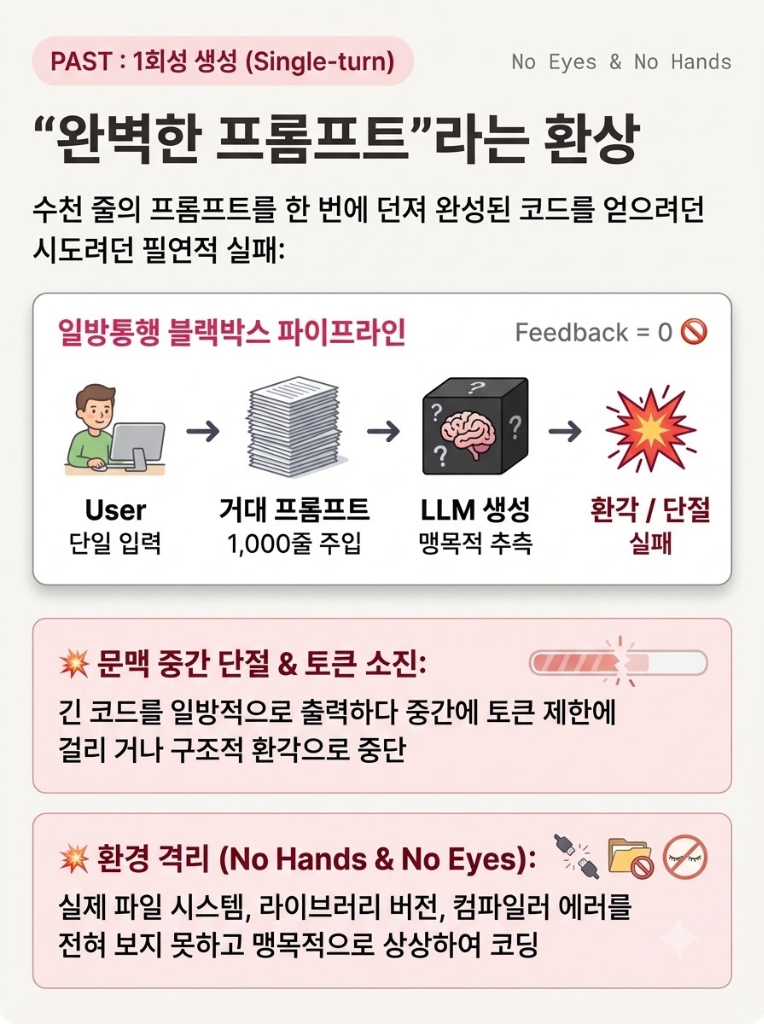 PAST : 1회성 생성 (Single-turn)
No Eyes & No Hands
“완벽한 프롬프트”라는 환상
수천 줄의 프롬프트를 한 번에 던져 완성된 코드를 얻으려던
시도려던 필연적 실패:
일방통행 블랙박스 파이프라인
Feedback = 0
User
단일 입력
거대 프롬프트
1,000줄 주입
LLM 생성
맹목적 추측
환각 / 단절
실패
문맥 중간 단절 & 토큰 소진:
긴 코드를 일방적으로 출력하다 중간에 토큰 제한에
걸리 거나 구조적 환각으로 중단
환경 격리 (No Hands & No Eyes):
실제 파일 시스템, 라이브러리 버전, 컴파일러 에러를
전혀 보지 못하고 맹목적으로 상상하여 코딩